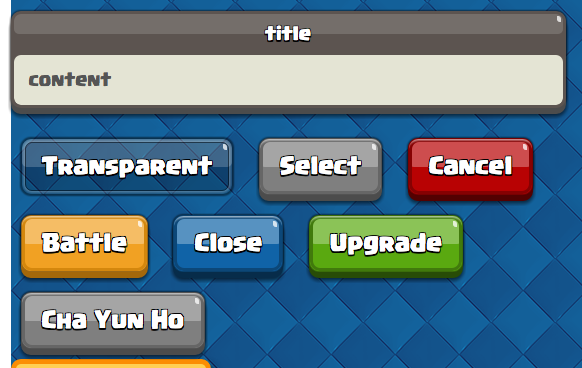 title
content
Transparent
Select
Cancel
Battle
Close
Upgrade
Cha Yun Ho